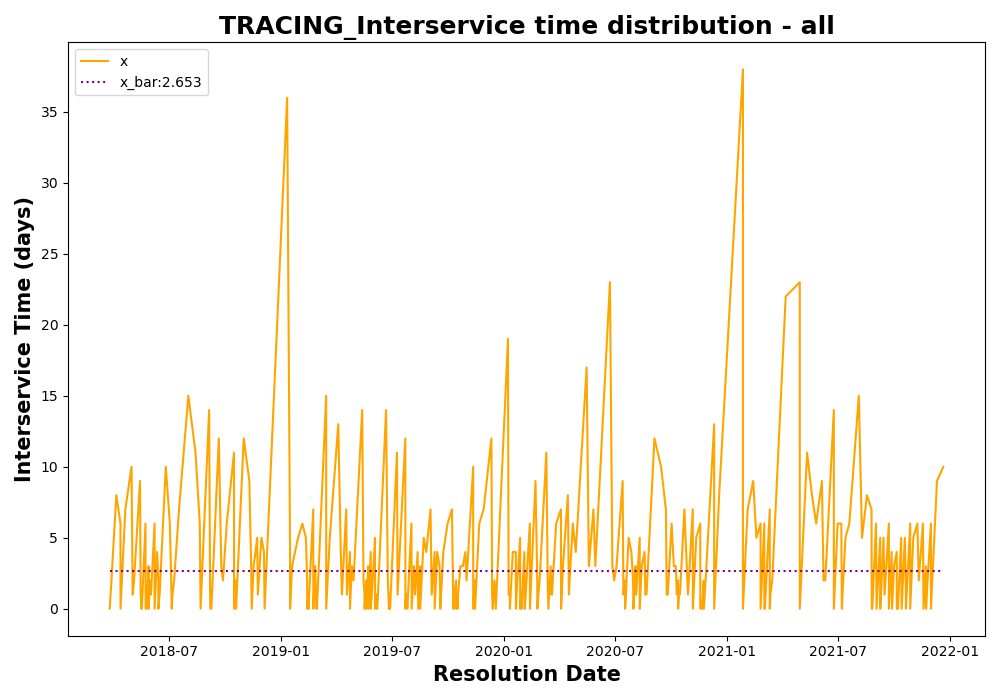 TRACING_Interservice time distribution - all
x
x_bar:2.653
Interservice Time (days)
35
30
25
20
15
10
5
0
2018-07 2019-01 2019-07 2020-01 2020-07 2021-01 2021-07 2022-01
Resolution Date